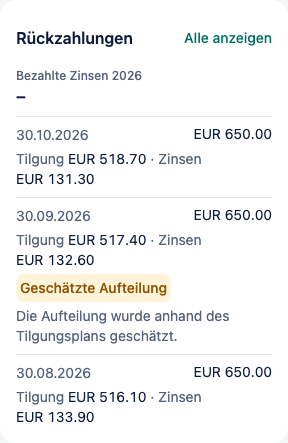 Rückzahlungen Alle anzeigen
Bezahlte Zinsen 2026
–
30.10.2026 EUR 650.00
Tilgung EUR 518.70 · Zinsen
EUR 131.30
30.09.2026 EUR 650.00
Tilgung EUR 517.40 · Zinsen
EUR 132.60
Geschätzte Aufteilung
Die Aufteilung wurde anhand des
Tilgungsplans geschätzt.
30.08.2026 EUR 650.00
Tilgung EUR 516.10 · Zinsen
EUR 133.90